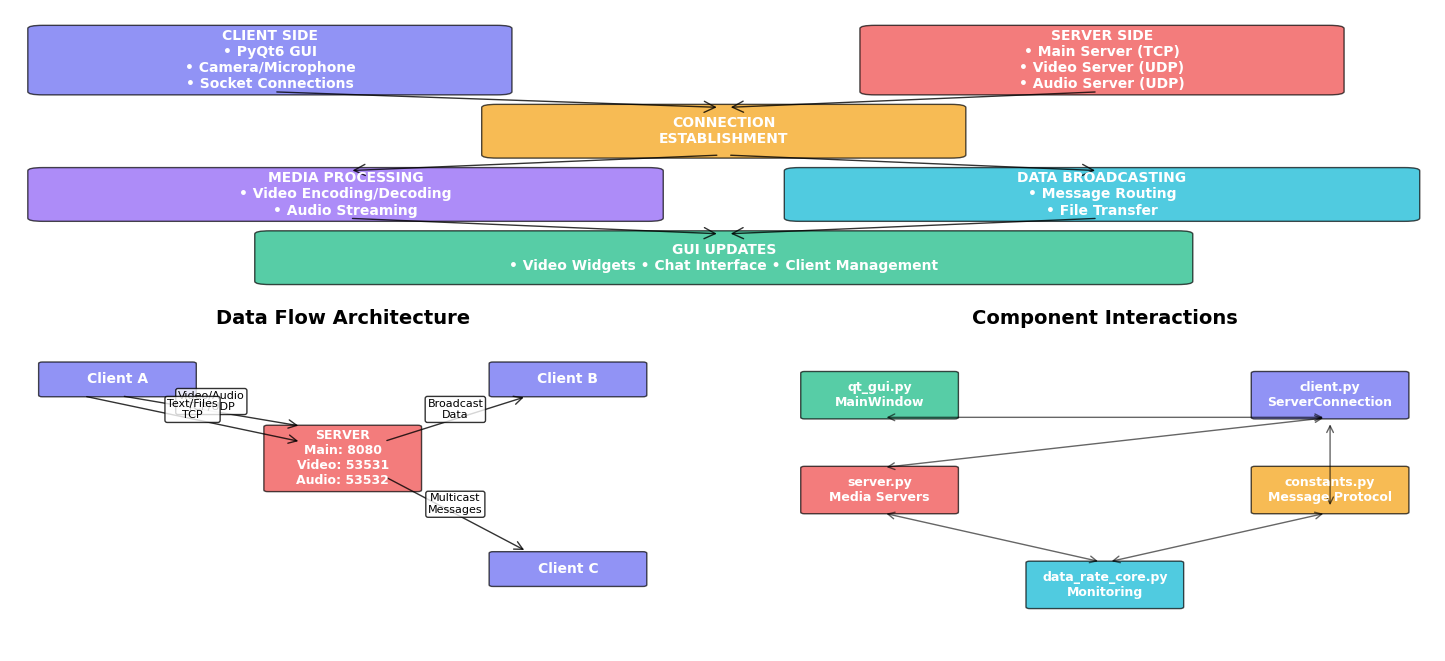 CLIENT SIDE
• PyQt6 GUI
• Camera/Microphone
• Socket Connections
SERVER SIDE
• Main Server (TCP)
• Video Server (UDP)
• Audio Server (UDP)
CONNECTION
ESTABLISHMENT
MEDIA PROCESSING
• Video Encoding/Decoding
• Audio Streaming
DATA BROADCASTING
• Message Routing
• File Transfer
GUI UPDATES
• Video Widgets • Chat Interface • Client Management
Data Flow Architecture
Client A
Client B
Video/Audio
Text/Files
TCP
Broadcast
Data
SERVER
Main: 8080
Video: 53531
Audio: 53532
Multicast
Messages
Client C
Component Interactions
qt_gui.py
MainWindow
client.py
ServerConnection
server.py
Media Servers
constants.py
Message Protocol
data_rate_core.py
Monitoring